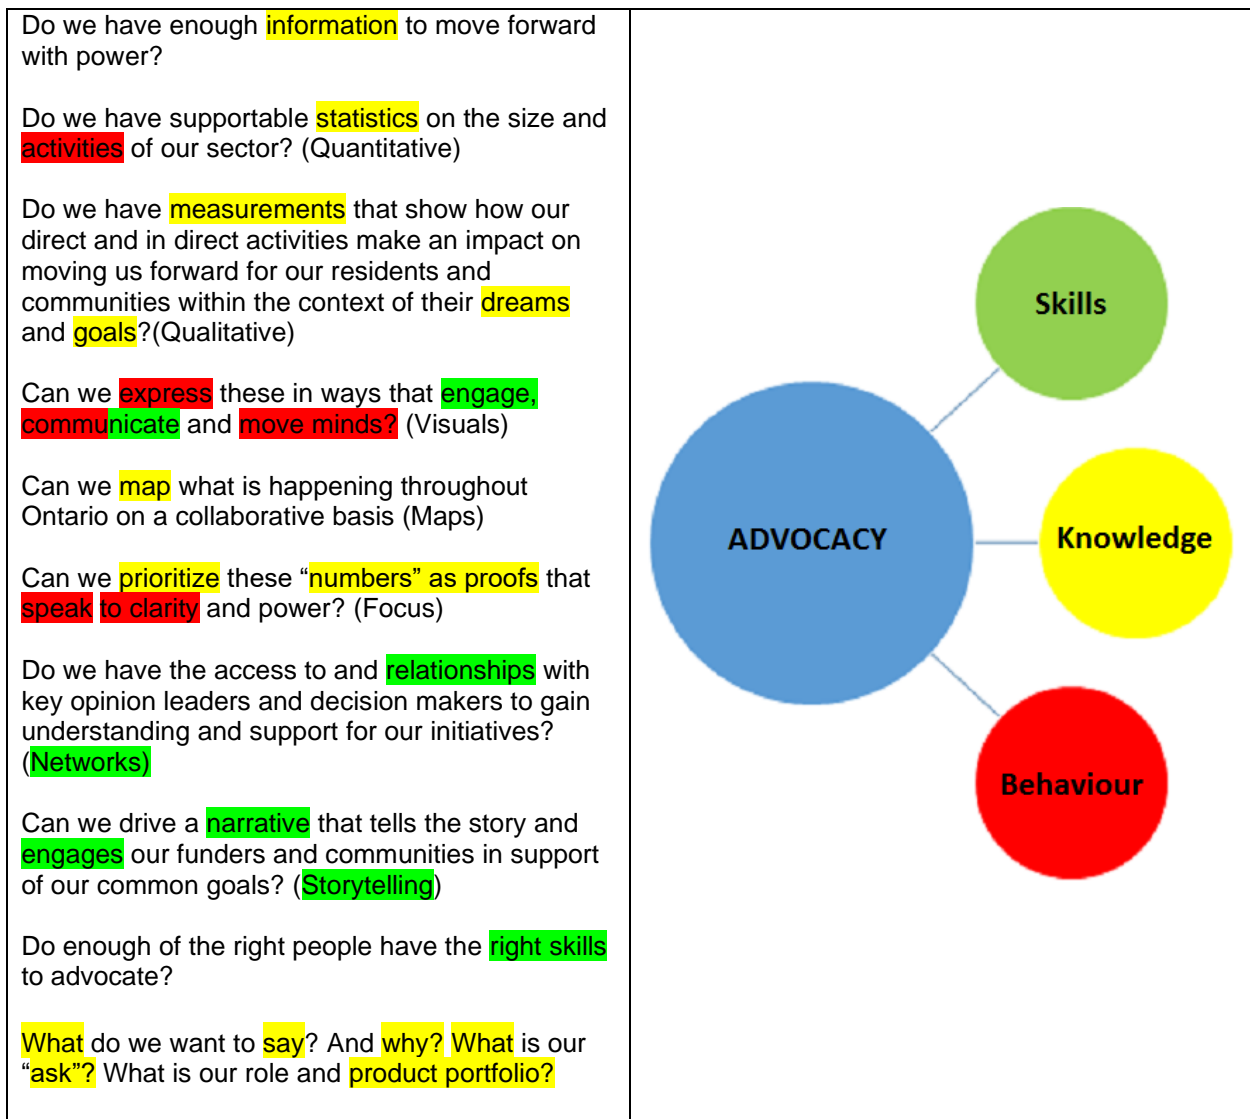 Do we have enough information to move forward
with power?
Do we have supportable statistics on the size and
activities of our sector? (Quantitative)
Do we have measurements that show how our
direct and in direct activities make an impact on
moving us forward for our residents and
communities within the context of their dreams
and goals?(Qualitative)
Can we express these in ways that engage,
communicate and move minds? (Visuals)
Can we map what is happening throughout
Ontario on a collaborative basis (Maps)
Can we prioritize these “numbers” as proofs that
speak to clarity and power? (Focus)
Do we have the access to and relationships with
key opinion leaders and decision makers to gain
understanding and support for our initiatives?
(Networks)
Can we drive a narrative that tells the story and
engages our funders and communities in support
of our common goals? (Storytelling)
Do enough of the right people have the right skills
to advocate?
What do we want to say? And why? What is our
“ask”? What is our role and product portfolio?
Skills
ADVOCACY
Knowledge
Behaviour